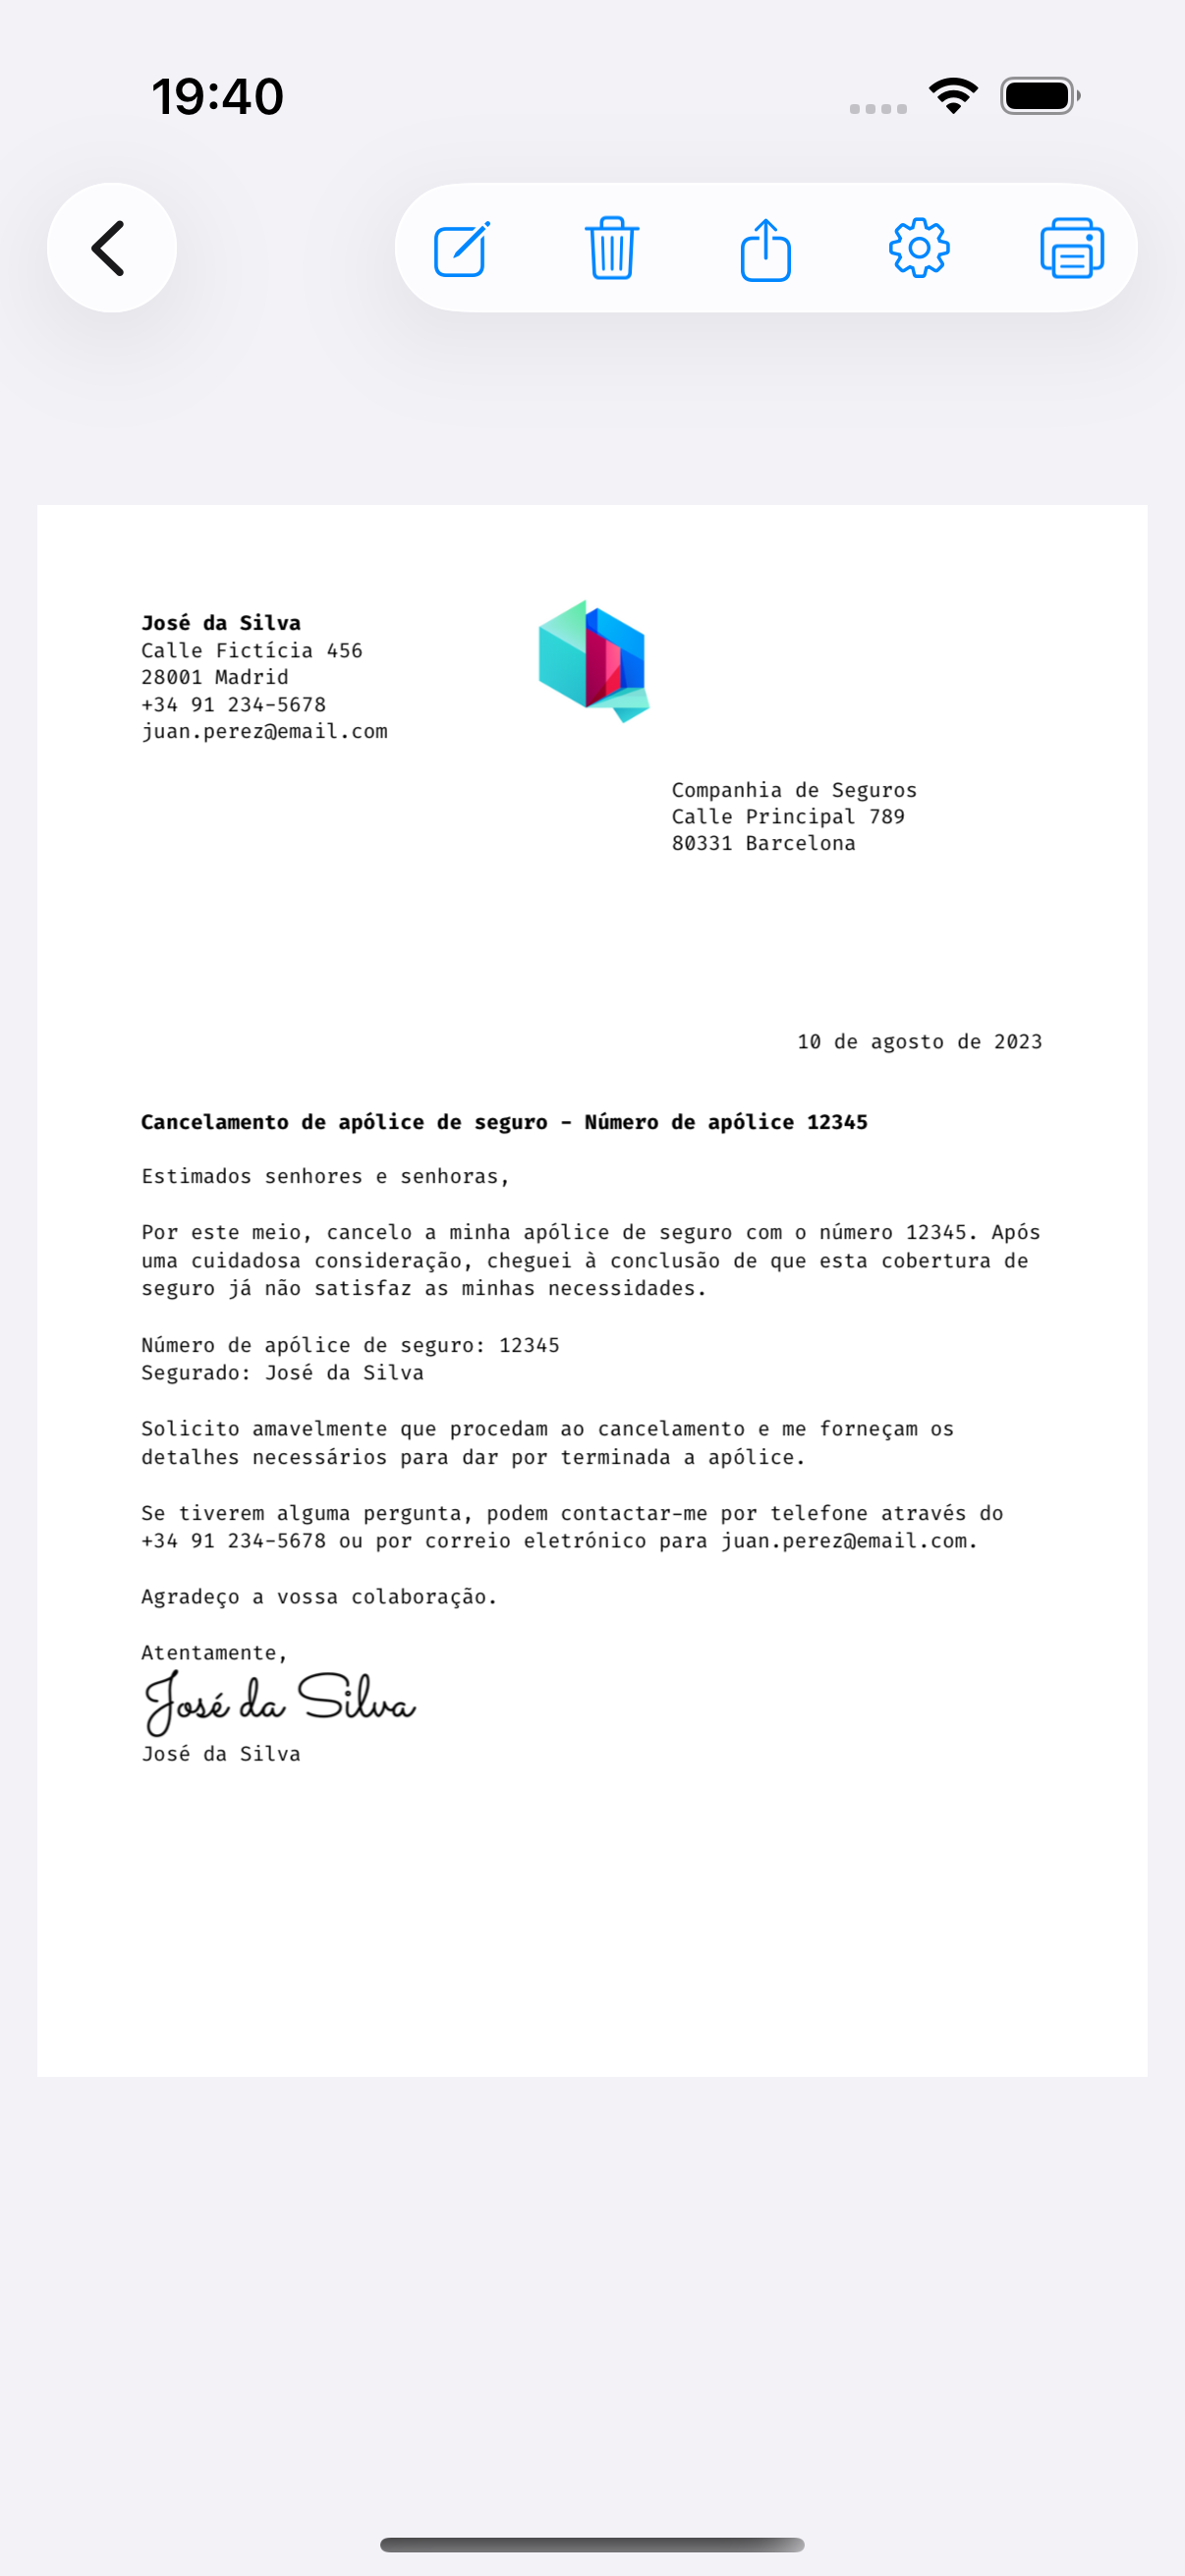 19:40
José da Silva
Calle Fictícia 456
28001 Madrid
+34 91 234-5678
juan.perez@email.com
Companhia de Seguros
Calle Principal 789
80331 Barcelona
10 de agosto de 2023
Cancelamento de apólice de seguro - Número de apólice 12345
Estimados senhores e senhoras,
Por este meio, cancelo a minha apólice de seguro com o número 12345. Após
uma cuidadosa consideração, cheguei à conclusão de que esta cobertura de
seguro já não satisfaz as minhas necessidades.
Número de apólice de seguro: 12345
Segurado: José da Silva
Solicito amavelmente que procedam ao cancelamento e me forneçam os
detalhes necessários para dar por terminada a apólice.
Se tiverem alguma pergunta, podem contactar-me por telefone através do
+34 91 234-5678 ou por correio eletrónico para juan.perez@email.com.
Agradeço a vossa colaboração.
Atentamente,
José da Silva
José da Silva